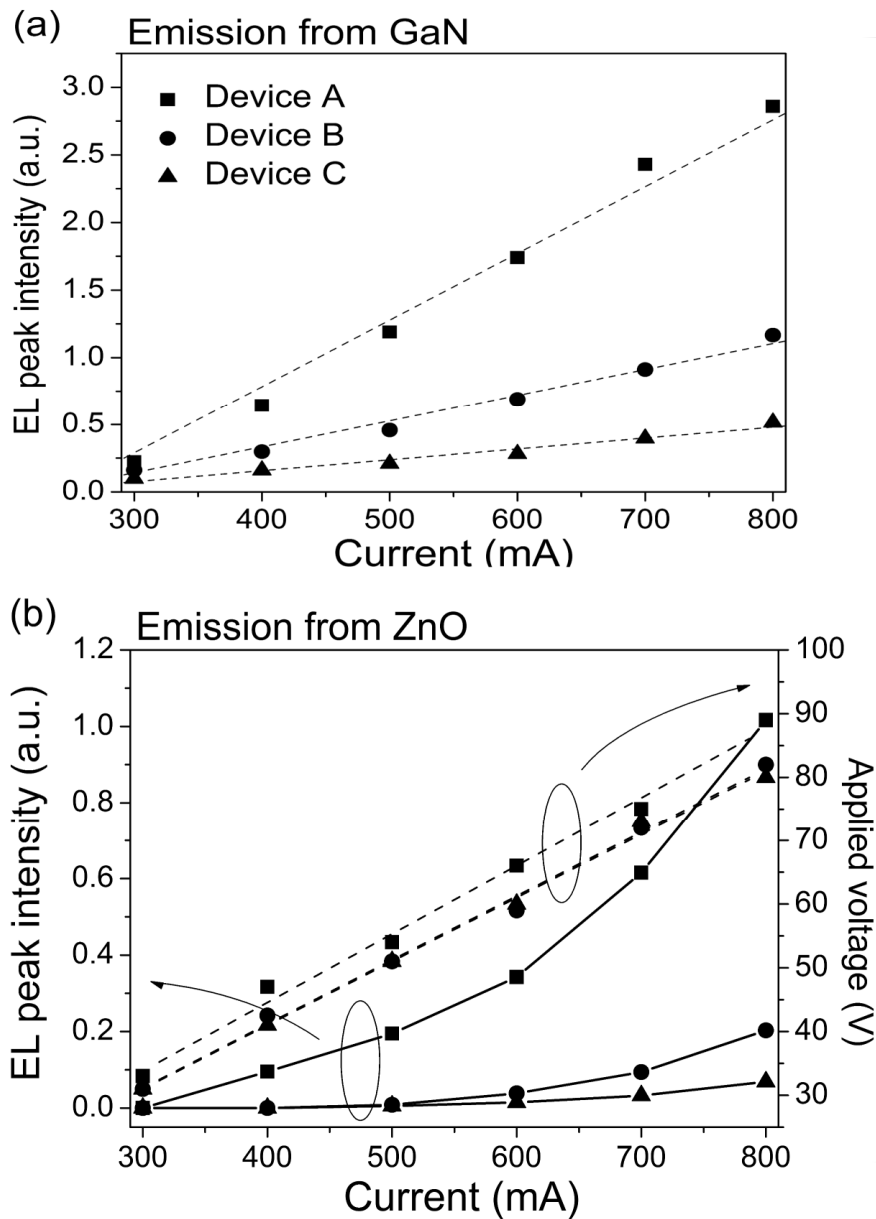 (a) Emission from GaN
EL peak intensity (a.u.)
3.0
2.5
2.0
1.5
1.0
0.5
0.0
Device A
Device B
Device C
300 400 500 600 700 800
Current (mA)
(b) Emission from ZnO
EL peak intensity (a.u.)
1.2
1.0
0.8
0.6
0.4
0.2
0.0
100
90
80
70
60
50
40
30
Applied voltage (V)
300 400 500 600 700 800
Current (mA)